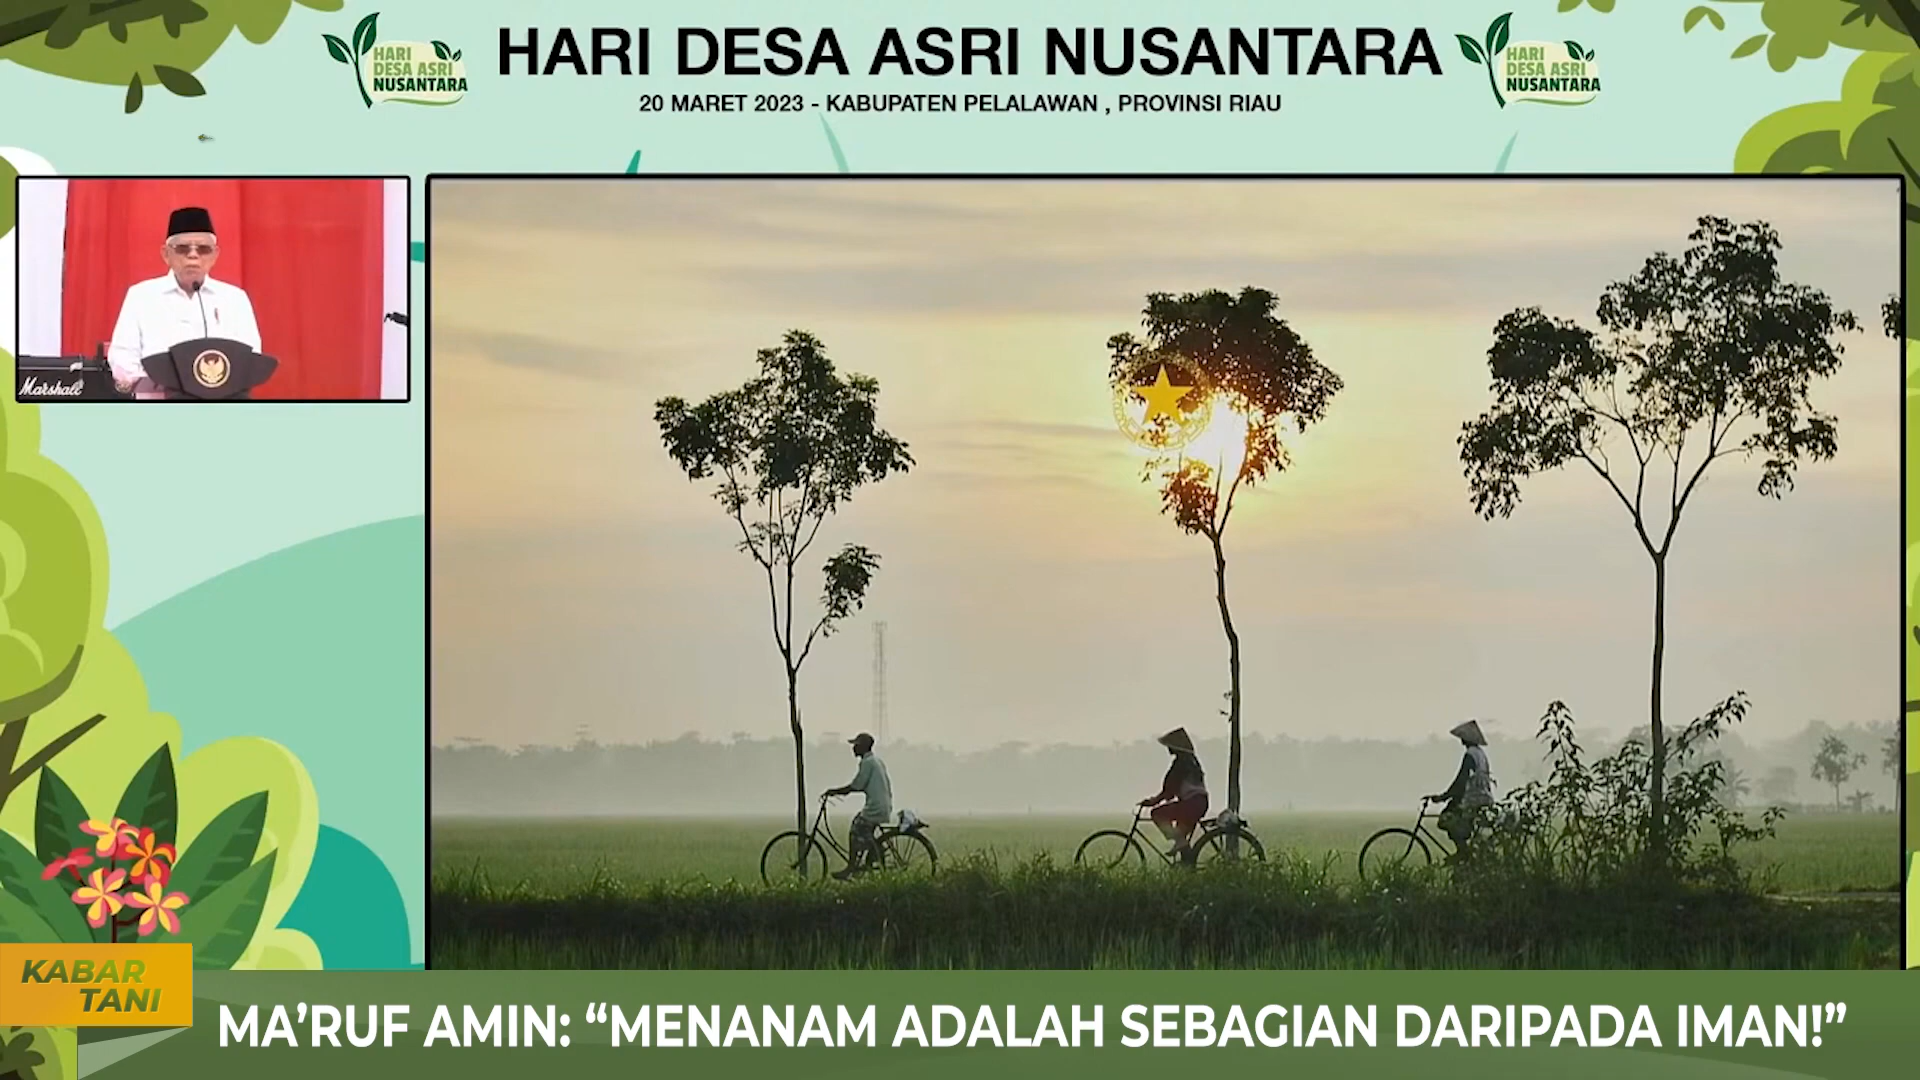 HARI DESA ASRI NUSANTARA
20 MARET 2023 - KABUPATEN PELALAWAN , PROVINSI RIAU
HARI
DESA ASRI
NUSANTARA
HARI
DESA ASRI
NUSANTARA
Marshall
KABAR
TANI
MA’RUF AMIN: “MENANAM ADALAH SEBAGIAN DARIPADA IMAN!”